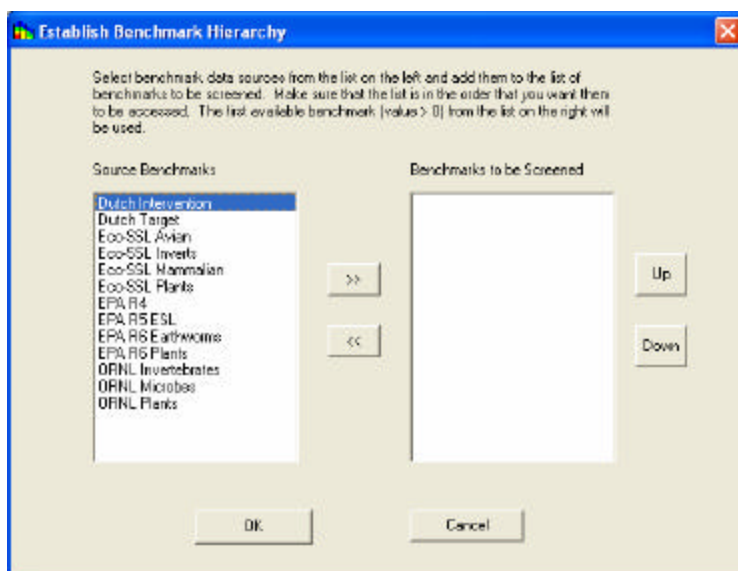 Establish Benchmark Hierarchy
Select benchmark data sources from the list on the left and add them to the list of
benchmarks to be screened. Make sure that the list is in the order that you want them
to be accessed. The first available benchmark (value > 0) from the list on the right will
be used.
Source Benchmarks
Benchmarks to be Screened
Dutch Intervention
Dutch Target
Eco-SSL Avian
Eco-SSL Inverts
Eco-SSL Mammalian
Eco-SSL Plants
EPA R4
EPA R5 ESL
EPA R6 Earthworms
EPA R6 Plants
ORNL Invertebrates
ORNL Microbes
ORNL Plants
>>
<<
Up
Down
OK
Cancel